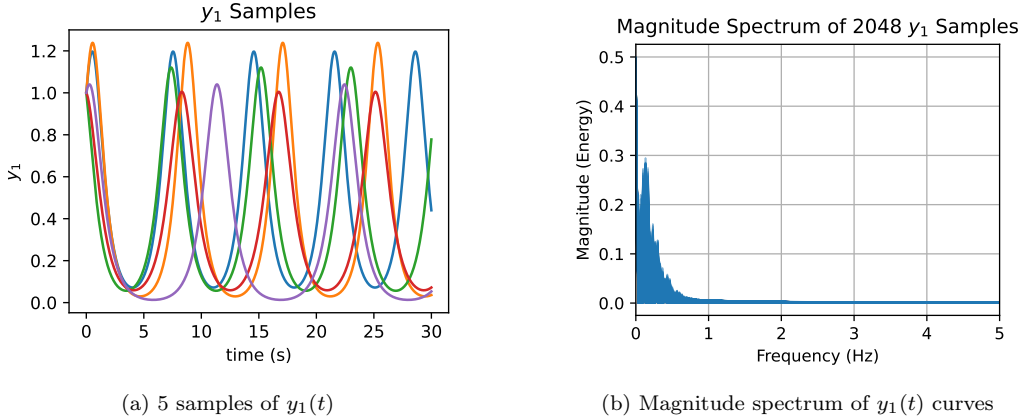 y₁ Samples
y₁
1.2
1.0
0.8
0.6
0.4
0.2
0.0
0 5 10 15 20 25 30
time (s)
(a) 5 samples of y₁(t)
Magnitude Spectrum of 2048 y₁ Samples
Magnitude (Energy)
0.5
0.4
0.3
0.2
0.1
0.0
0 1 2 3 4 5
Frequency (Hz)
(b) Magnitude spectrum of y₁(t) curves